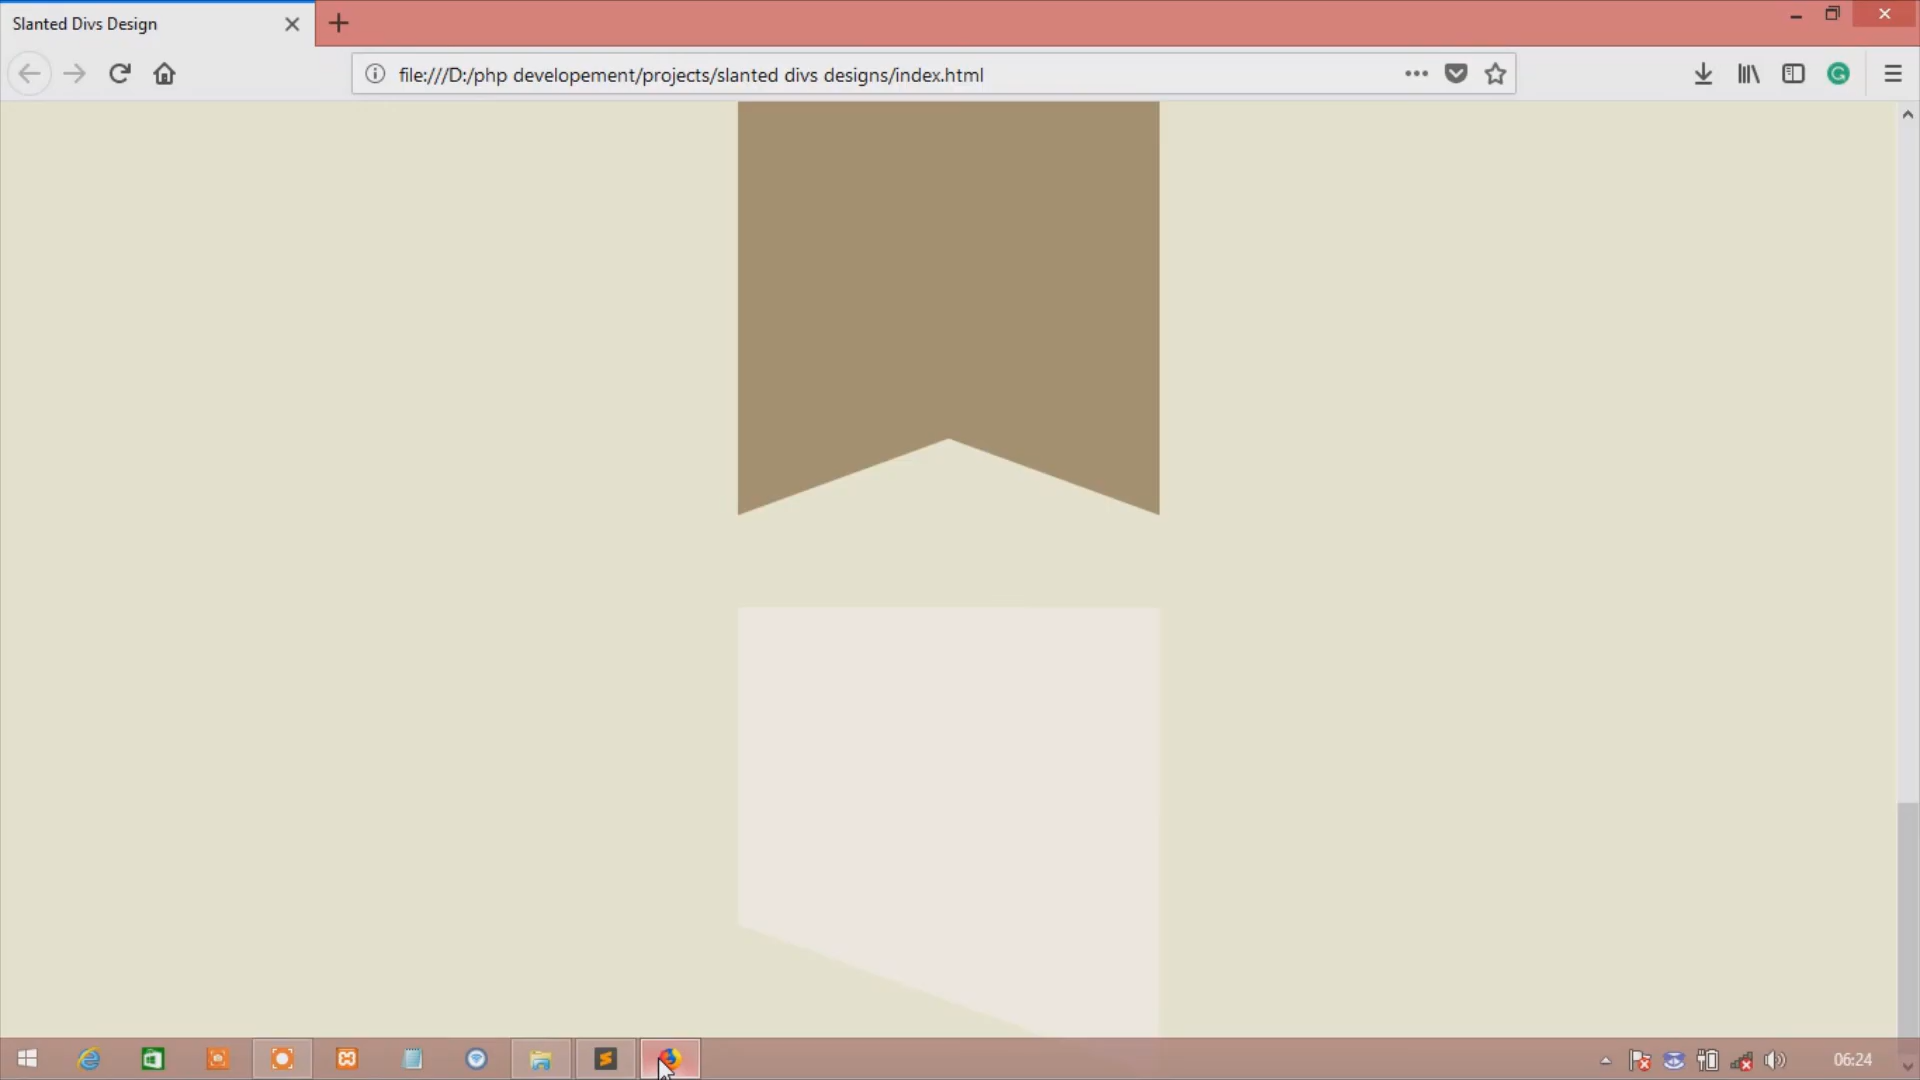 Slanted Divs Design
file:///D:/php developement/projects/slanted divs designs/index.html
06:24